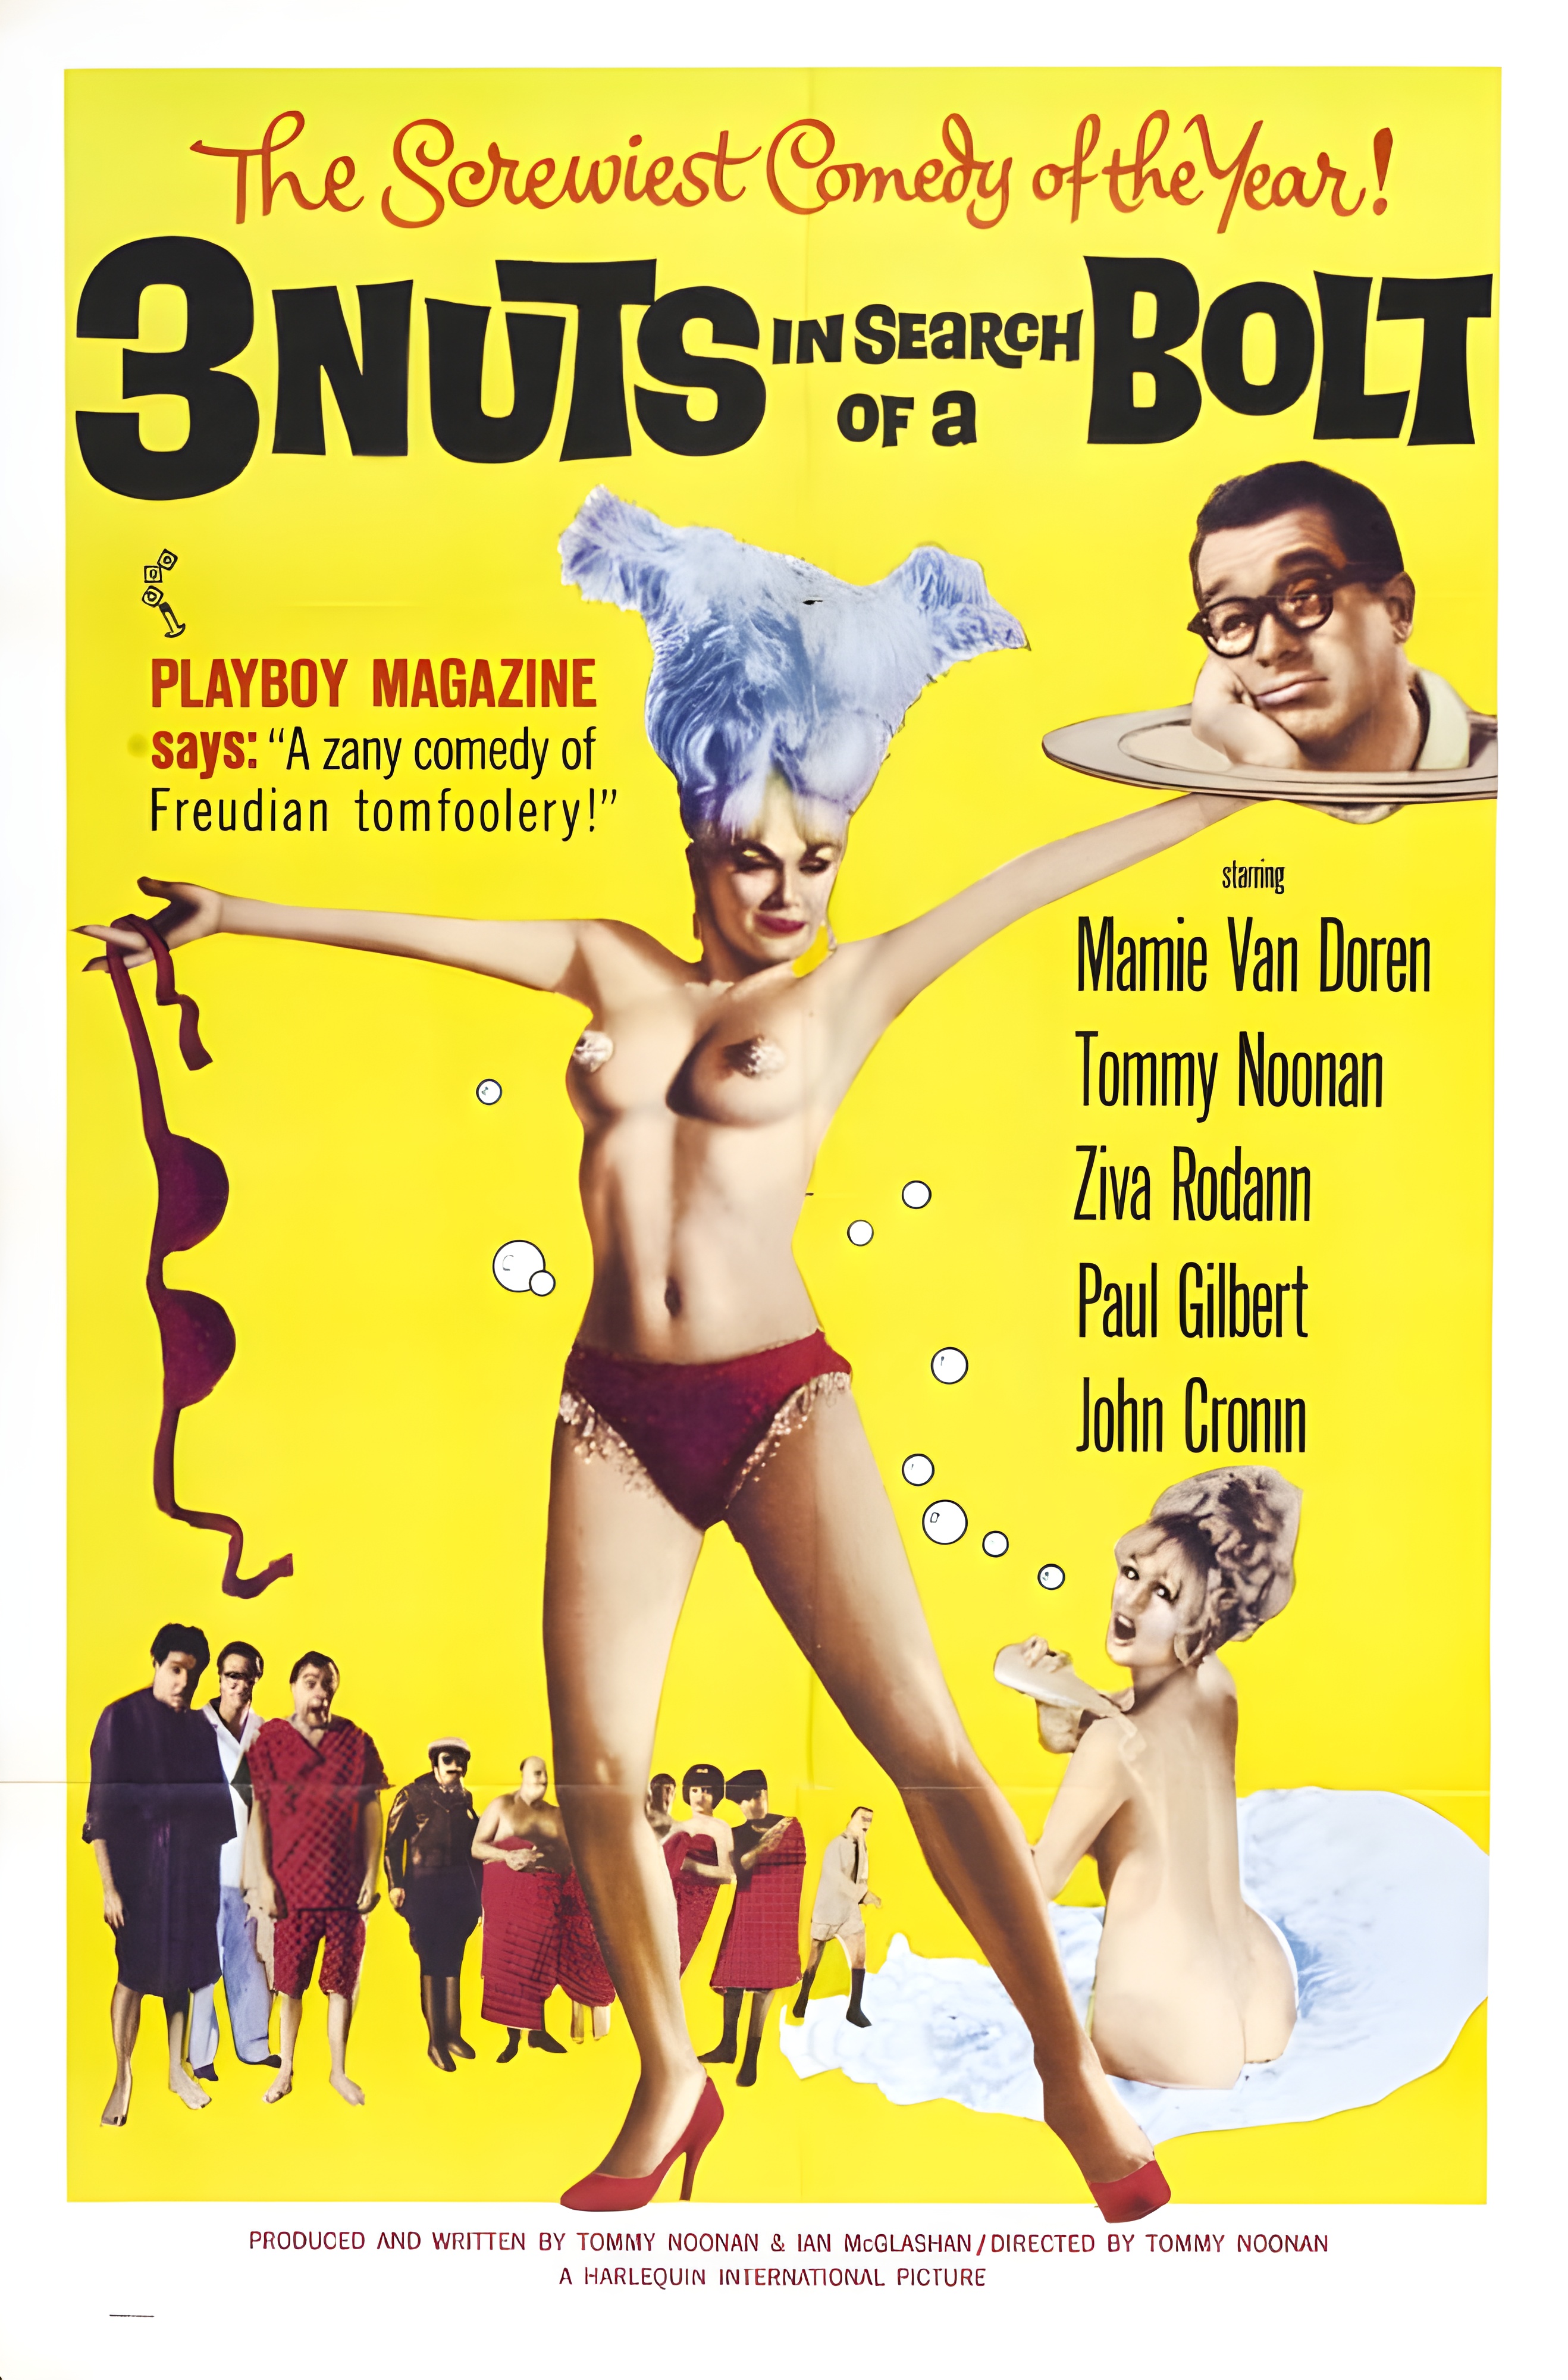 The Screwiest Comedy of the Year!
3 NUTS IN SEARCH OF a BOLT
PLAYBOY MAGAZINE
says: “A zany comedy of
Freudian tomfoolery!”
starring
Mamie Van Doren
Tommy Noonan
Ziva Rodann
Paul Gilbert
John Cronin
PRODUCED AND WRITTEN BY TOMMY NOONAN & IAN McGLASHAN/DIRECTED BY TOMMY NOONAN
A HARLEQUIN INTERNATIONAL PICTURE